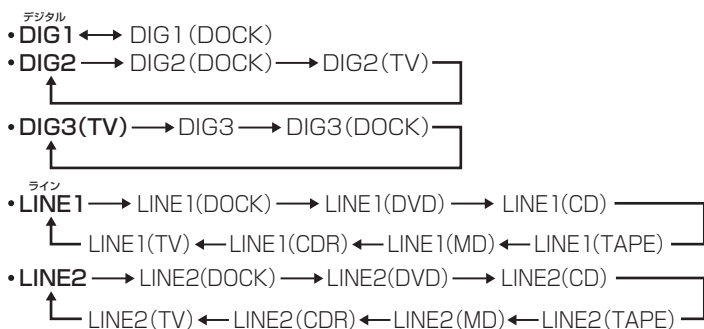 デジタル
•DIG1 ←→ DIG1(DOCK)
•DIG2 → DIG2(DOCK) → DIG2(TV)
•DIG3(TV) → DIG3 → DIG3(DOCK)
ライン
•LINE1 → LINE1(DOCK) → LINE1(DVD) → LINE1(CD)
LINE1(TV) ← LINE1(CDR) ← LINE1(MD) ← LINE1(TAPE)
•LINE2 → LINE2(DOCK) → LINE2(DVD) → LINE2(CD)
LINE2(TV) ← LINE2(CDR) ← LINE2(MD) ← LINE2(TAPE)